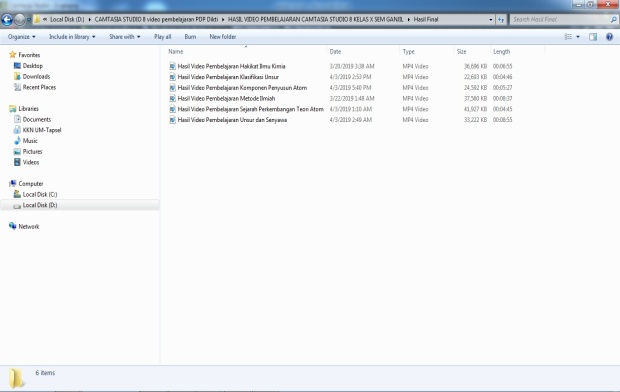 « Local Disk (D:) ▸ CAMTASIA STUDIO 8 video pembelajaran PDP Dikti ▸ HASIL VIDEO PEMBELAJARAN CAMTASIA STUDIO 8 KELAS X SEM GANJIL ▸ Hasil Final
Search Hasil Final
Organize Include in library Share with Play all Burn New folder
Name Date Type Size Length
Favorites
Desktop
Downloads
Recent Places
Libraries
Documents
KKN UM-Tapsel
Music
Pictures
Videos
Computer
Local Disk (C:)
Local Disk (D:)
Network
Hasil Video Pembelajaran Hakikat Ilmu Kimia 3/20/2019 3:38 AM MP4 Video 36,696 KB 00:06:55
Hasil Video Pembelajaran Klasifikasi Unsur 4/3/2019 2:53 PM MP4 Video 22,693 KB 00:04:46
Hasil Video Pembelajaran Komponen Penyusun Atom 4/3/2019 5:40 PM MP4 Video 24,592 KB 00:05:27
Hasil Video Pembelajaran Metode Ilmiah 3/22/2019 1:48 AM MP4 Video 37,560 KB 00:08:37
Hasil Video Pembelajaran Sejarah Perkembangan Teori Atom 4/3/2019 1:10 AM MP4 Video 41,927 KB 00:04:45
Hasil Video Pembelajaran Unsur dan Senyawa 4/3/2019 2:49 AM MP4 Video 33,222 KB 00:08:55
6 items